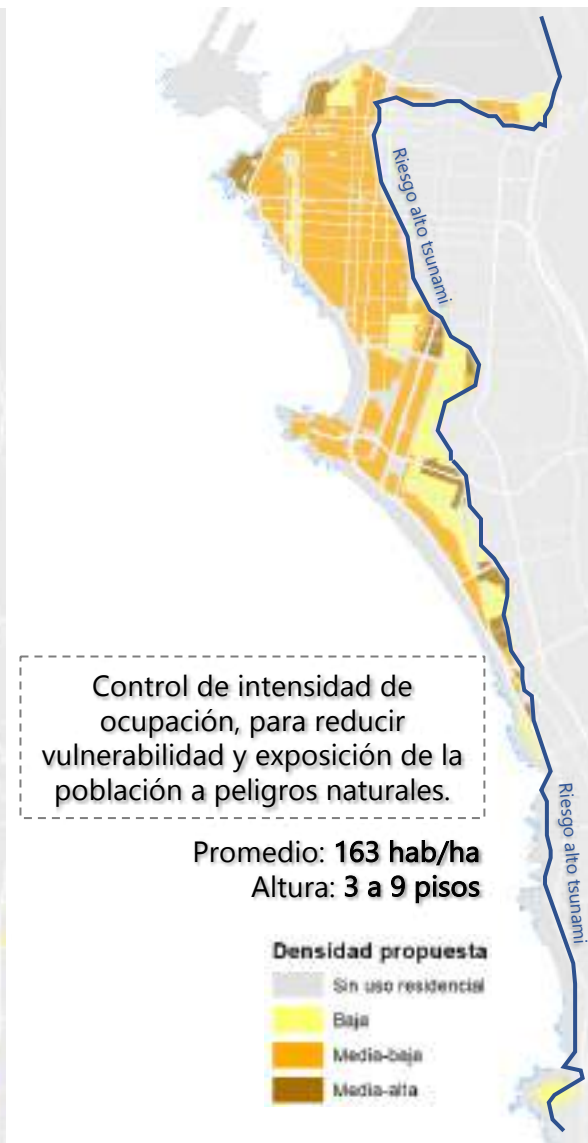 Riesgo alto tsunami
Control de intensidad de
ocupación, para reducir
vulnerabilidad y exposición de la
población a peligros naturales.
Promedio: 163 hab/ha
Altura: 3 a 9 pisos
Riesgo alto tsunami
Densidad propuesta
Sin uso residencial
Baja
Media-baja
Media-alta